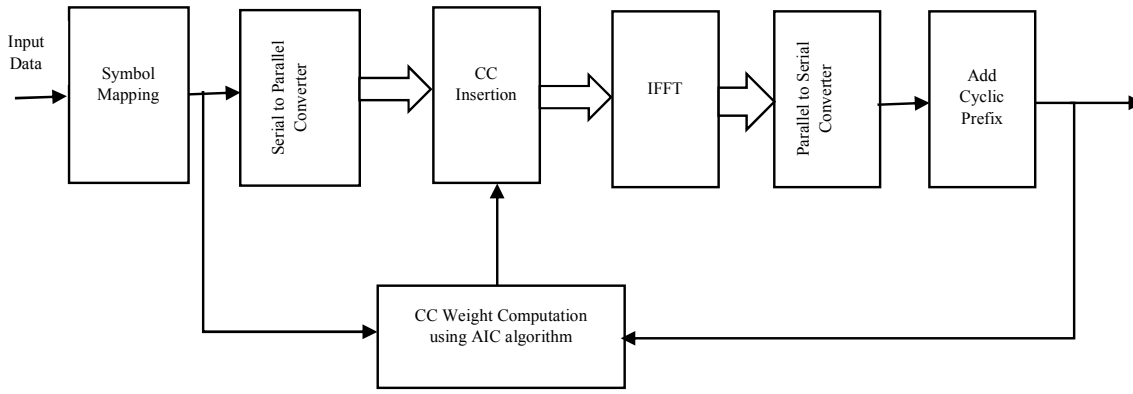 Input
Data
Symbol
Mapping
Serial to Parallel
Converter
CC
Insertion
IFFT
Parallel to Serial
Converter
Add
Cyclic
Prefix
CC Weight Computation
using AIC algorithm